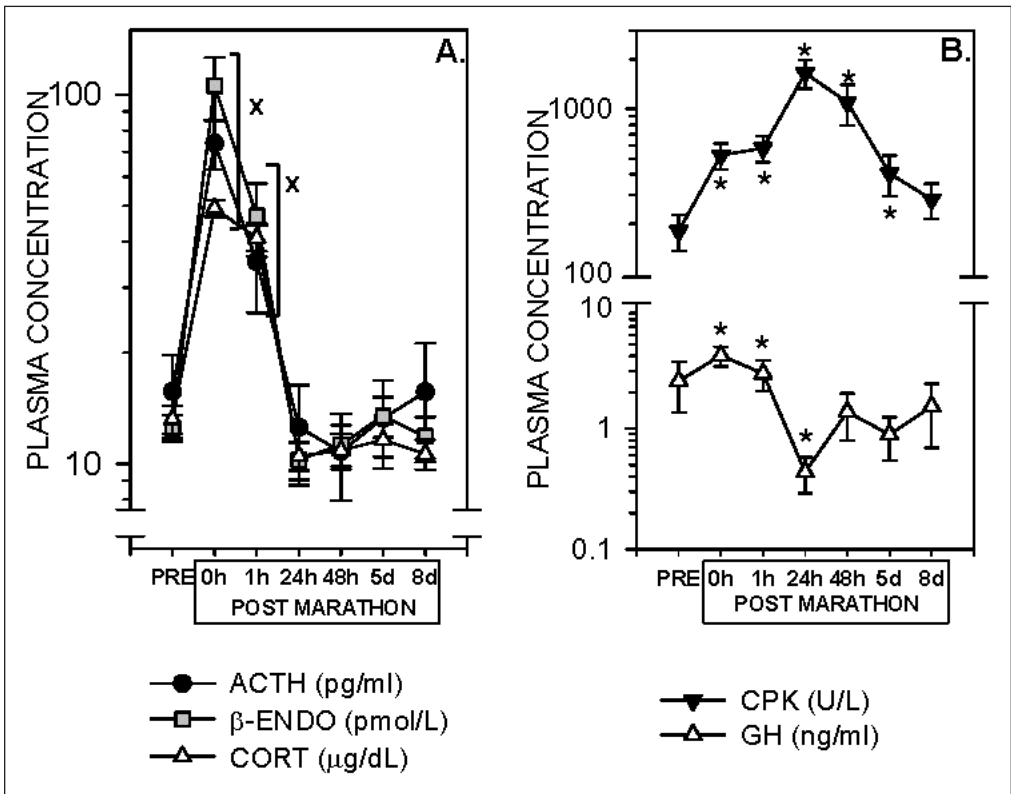 A.
PLASMA CONCENTRATION
100
10
x
x
PRE 0h 1h 24h 48h 5d 8d
POST MARATHON
ACTH (pg/ml)
β-ENDO (pmol/L)
CORT (μg/dL)
B.
PLASMA CONCENTRATION
1000
100
10
1
0.1
*
*
*
*
*
*
*
*
PRE 0h 1h 24h 48h 5d 8d
POST MARATHON
CPK (U/L)
GH (ng/ml)